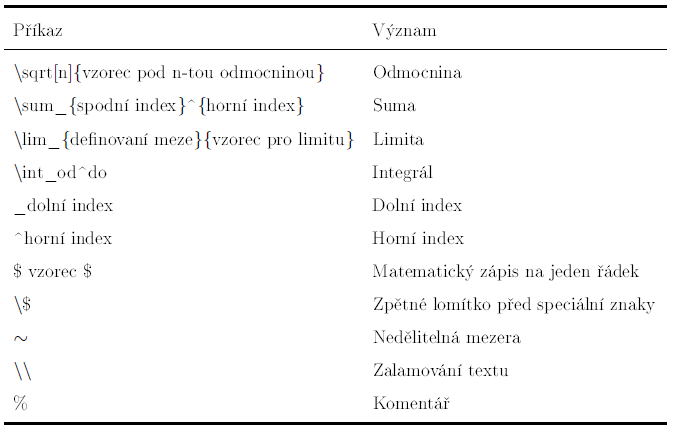 Příkaz Význam
\sqrt[n]{vzorec pod n-tou odmocninou} Odmocnina
\sum_{spodní index}^{horní index} Suma
\lim_{definovaní meze}{vzorec pro limitu} Limita
\int_od^do Integrál
_dolní index Dolní index
^horní index Horní index
$ vzorec $ Matematický zápis na jeden řádek
\$ Zpětné lomítko před speciální znaky
~ Nedělitelná mezera
\\ Zalamování textu
% Komentář